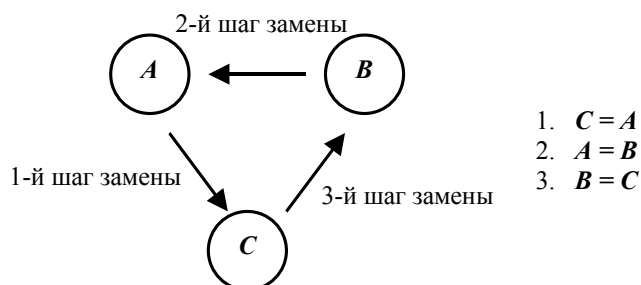 2-й шаг замены
A
B
1. C = A
2. A = B
3. B = C
1-й шаг замены
3-й шаг замены
C